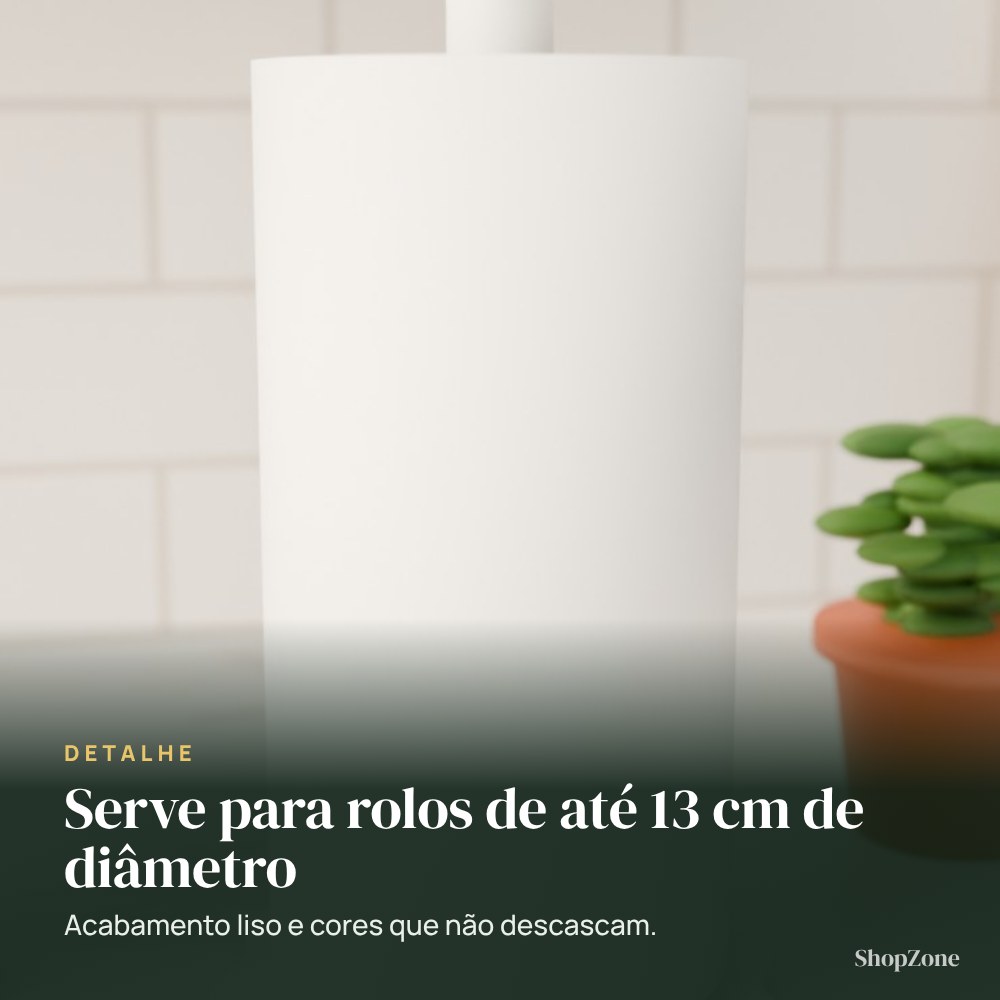 DETALHE
Serve para rolos de até 13 cm de
diâmetro
Acabamento liso e cores que não descascam.
ShopZone